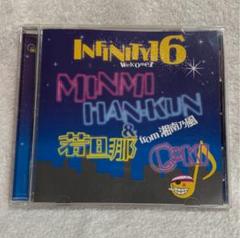 INFINITY16
Welcomez
MINMI
HAN-KUN
& from 湘南乃風
若旦那